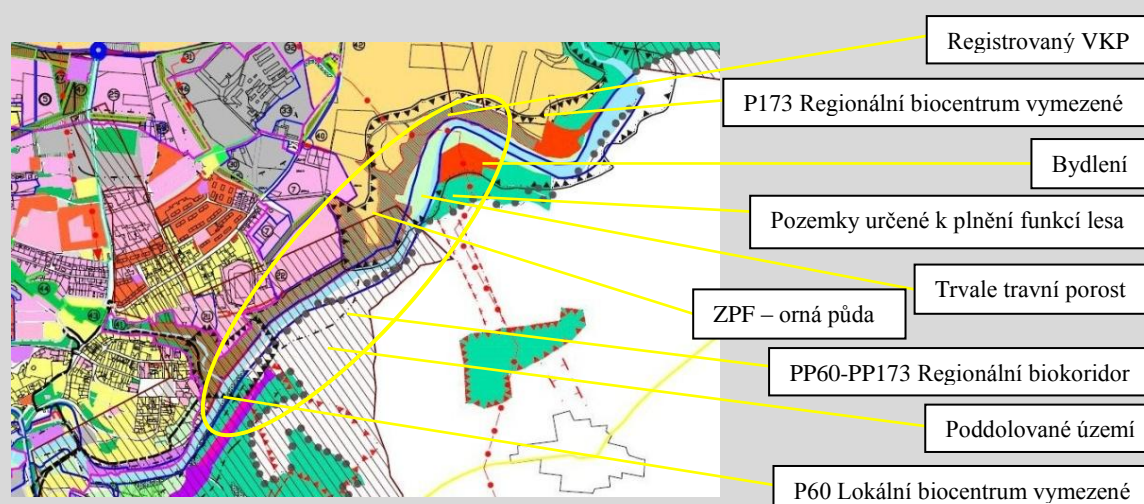 Registrovaný VKP
P173 Regionální biocentrum vymezené
Bydlení
Pozemky určené k plnění funkcí lesa
Trvale travní porost
ZPF – orná půda
PP60-PP173 Regionální biokoridor
Poddolované území
P60 Lokální biocentrum vymezené